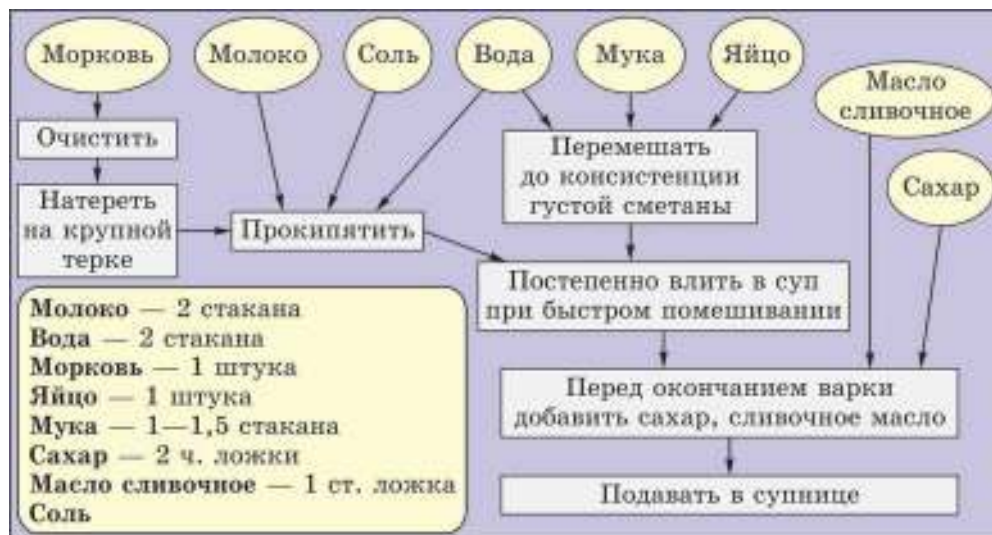 Морковь
Молоко
Соль
Вода
Мука
Яйцо
Масло
сливочное
Сахар
Очистить
Натереть
на крупной
терке
Прокипятить
Перемешать
до консистенции
густой сметаны
Постепенно влить в суп
при быстром помешивании
Перед окончанием варки
добавить сахар, сливочное масло
Подавать в супнице
Молоко — 2 стакана
Вода — 2 стакана
Морковь — 1 штука
Яйцо — 1 штука
Мука — 1—1,5 стакана
Сахар — 2 ч. ложки
Масло сливочное — 1 ст. ложка
Соль